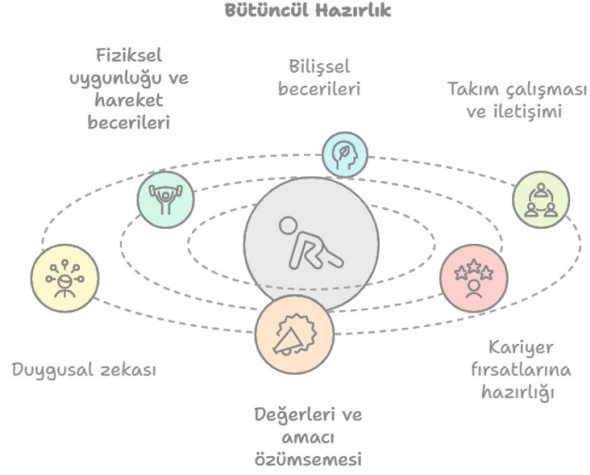 Bütüncül Hazırlık
Fiziksel
uygunluğu ve
hareket
becerileri
Bilişsel
becerileri
Takım çalışması
ve iletişimi
Duygusal zekası
Değerleri ve
amacı
özümsemesi
Kariyer
fırsatlarına
hazırlığı